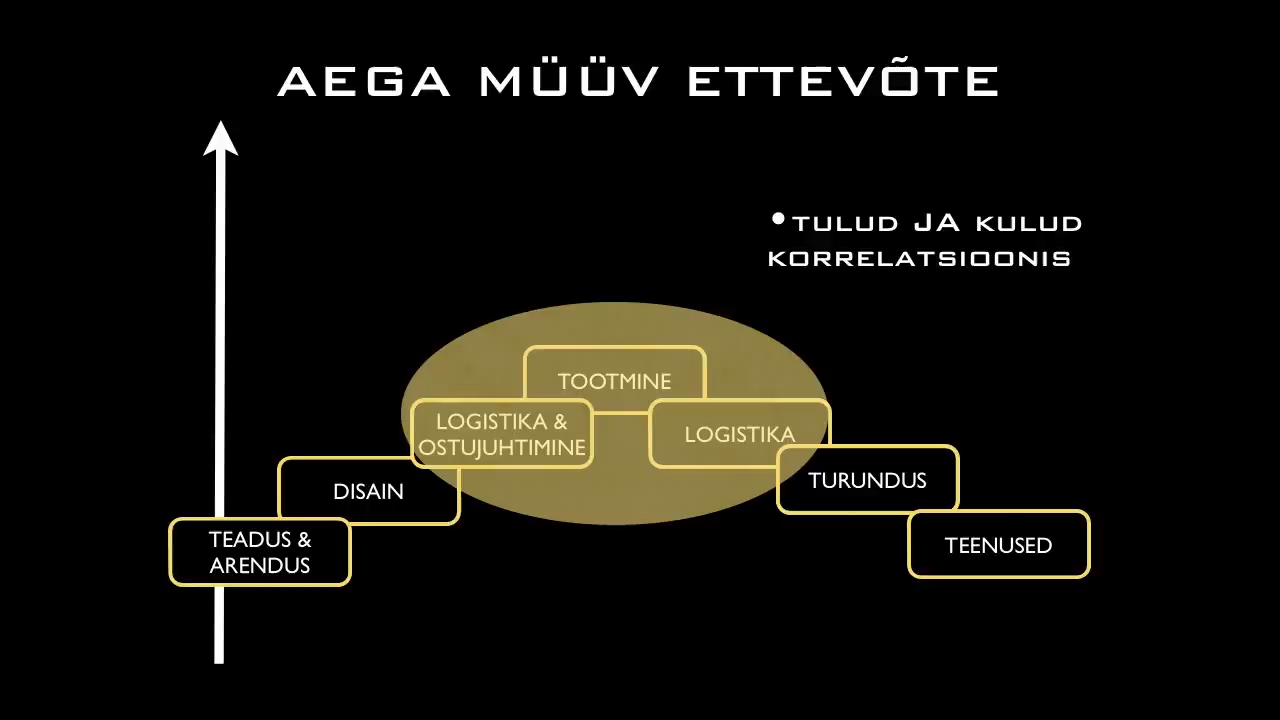 AEGA MÜÜV ETTEVÕTE
•TULUD JA KULUD
KORRELATSIOONIS
TOOTMINE
LOGISTIKA &
OSTUJUHTIMINE
LOGISTIKA
DISAIN
TURUNDUS
TEADUS &
ARENDUS
TEENUSED